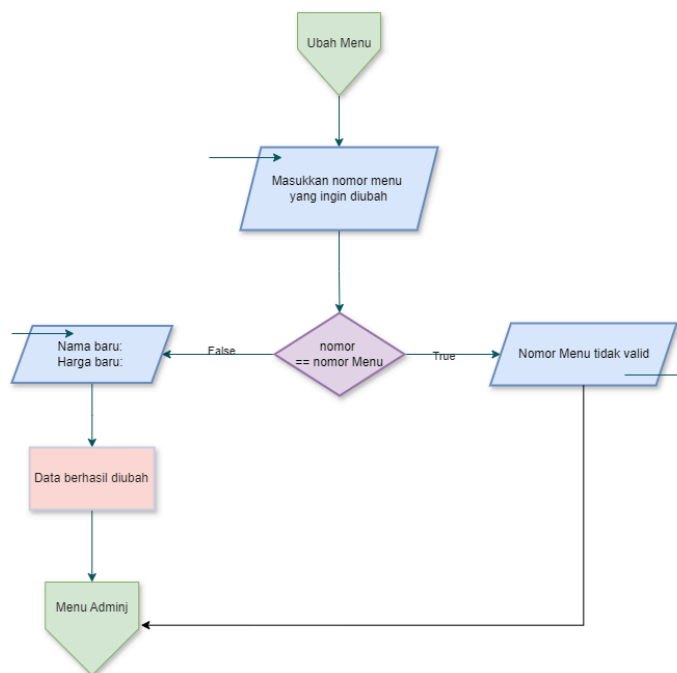 Ubah Menu
Masukkan nomor menu
yang ingin diubah
nomor
== nomor Menu
False
True
Nama baru:
Harga baru:
Nomor Menu tidak valid
Data berhasil diubah
Menu Adminj